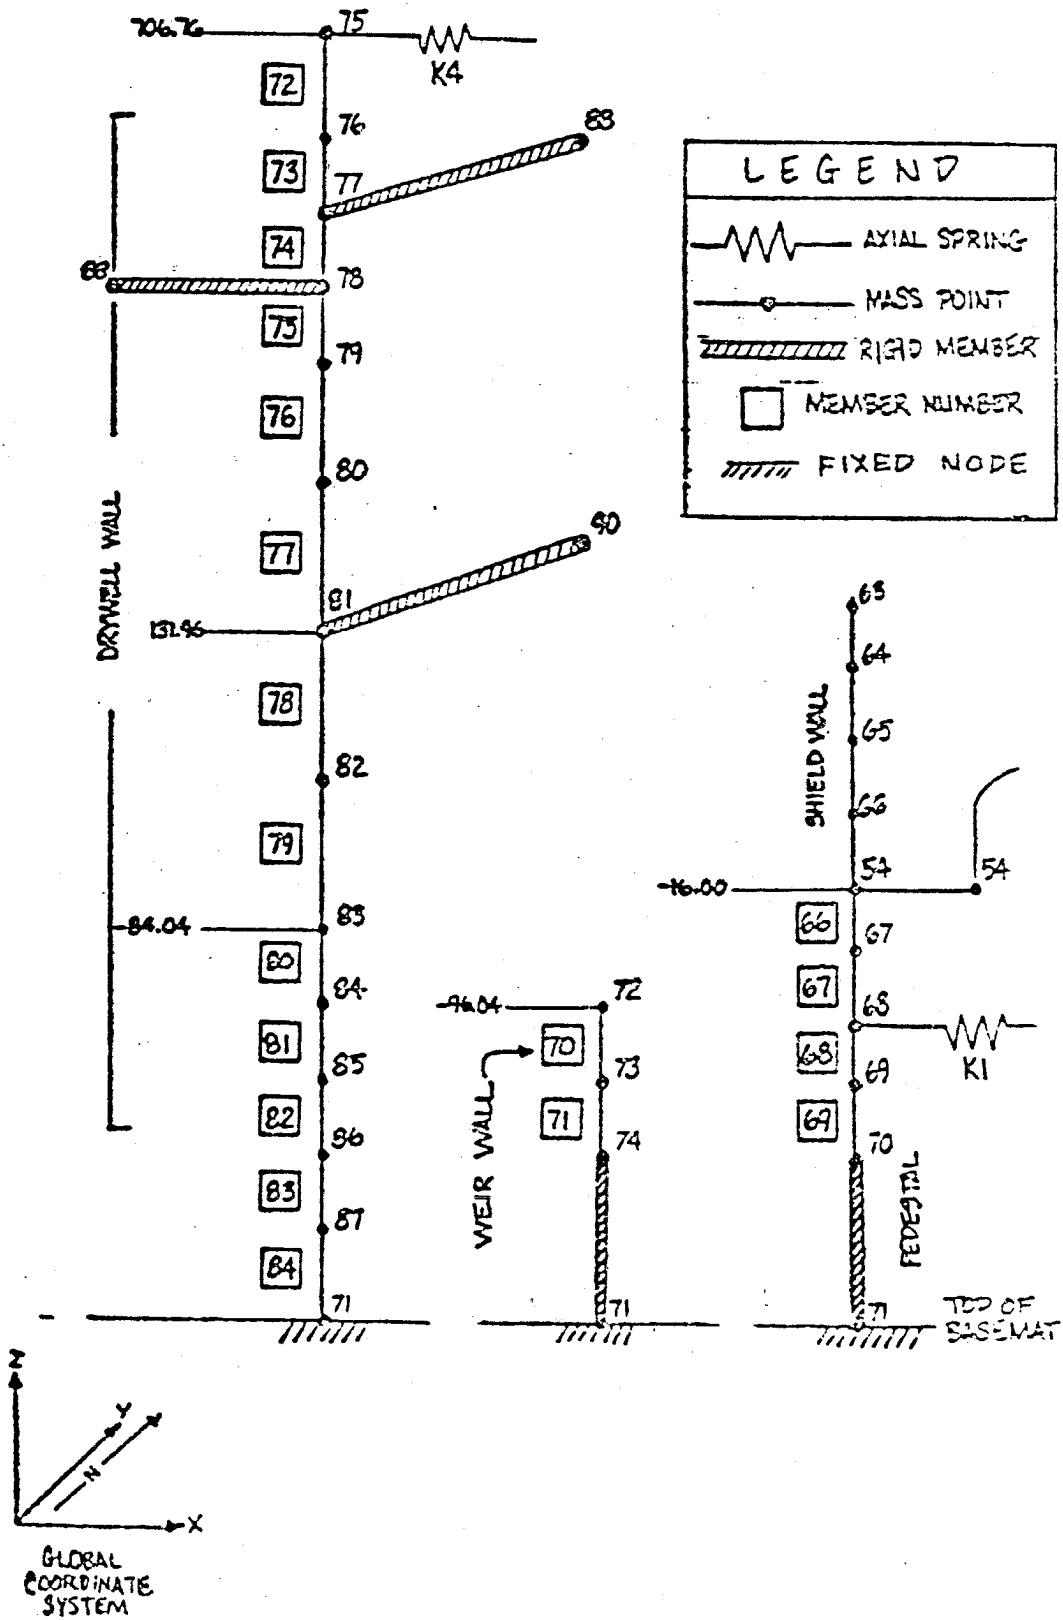 706.76
75
K4
72
76
88
73
77
LEGEND
AXIAL SPRING
74
88
78
MASS POINT
75
79
RIGID MEMBER
76
MEMBER NUMBER
80
FIXED NODE
DRYWELL WALL
77
90
81
131.96
63
64
78
SHIELD WALL
65
82
66
79
54
54
-16.00
-84.04
83
66
67
80
84
72
-96.04
67
68
81
70
68
K1
85
73
69
82
71
69
86
74
70
WEIR WALL
83
PEDESTAL
87
84
71
71
71
TOP OF
BASEMAT
Z
Y
N
X
GLOBAL
COORDINATE
SYSTEM